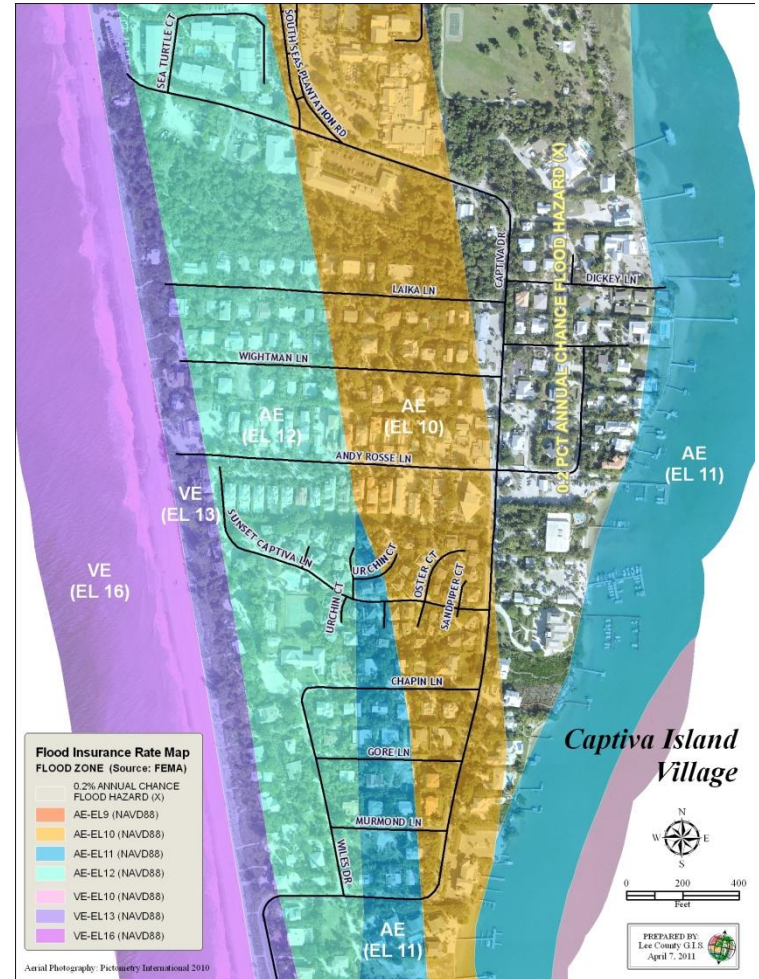 SEA TURTLE CT
SOUTH SEAS PLANTATION RD
CAPTIVA DR
0.2 PCT ANNUAL CHANCE FLOOD HAZARD (X)
DICKEY LN
LAIKA LN
WIGHTMAN LN
AE
(EL 12)
AE
(EL 10)
AE
(EL 11)
ANDY ROSSE LN
VE
(EL 13)
VE
(EL 16)
SUNSET CAPTIVA LN
URCHIN CT
URCHIN CT
OSTER CT
SANDPIPER CT
CHAPIN LN
GORE LN
MURMOND LN
WILES DR
AE
(EL 11)
Captiva Island
Village
Flood Insurance Rate Map
FLOOD ZONE (Source: FEMA)
0.2% ANNUAL CHANCE
FLOOD HAZARD (X)
AE-EL9 (NAVD88)
AE-EL10 (NAVD88)
AE-EL11 (NAVD88)
AE-EL12 (NAVD88)
VE-EL10 (NAVD88)
VE-EL13 (NAVD88)
VE-EL16 (NAVD88)
N
W E
S
0 200 400
Feet
PREPARED BY:
Lee County G.I.S.
April 7, 2011
Aerial Photography: Pictometry International 2010